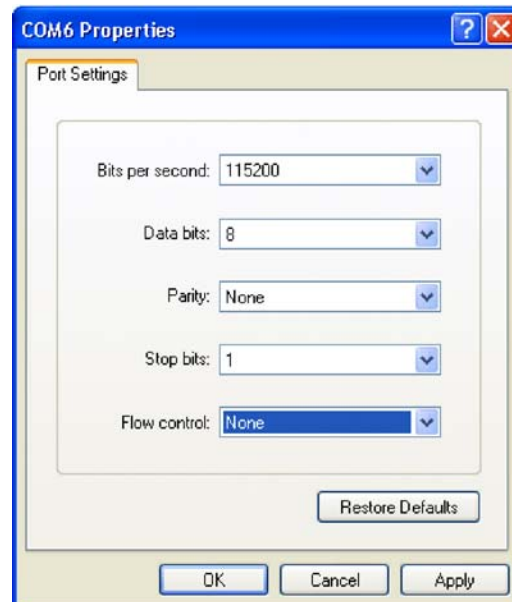 COM6 Properties
Port Settings
Bits per second: 115200
Data bits: 8
Parity: None
Stop bits: 1
Flow control: None
Restore Defaults
OK Cancel Apply